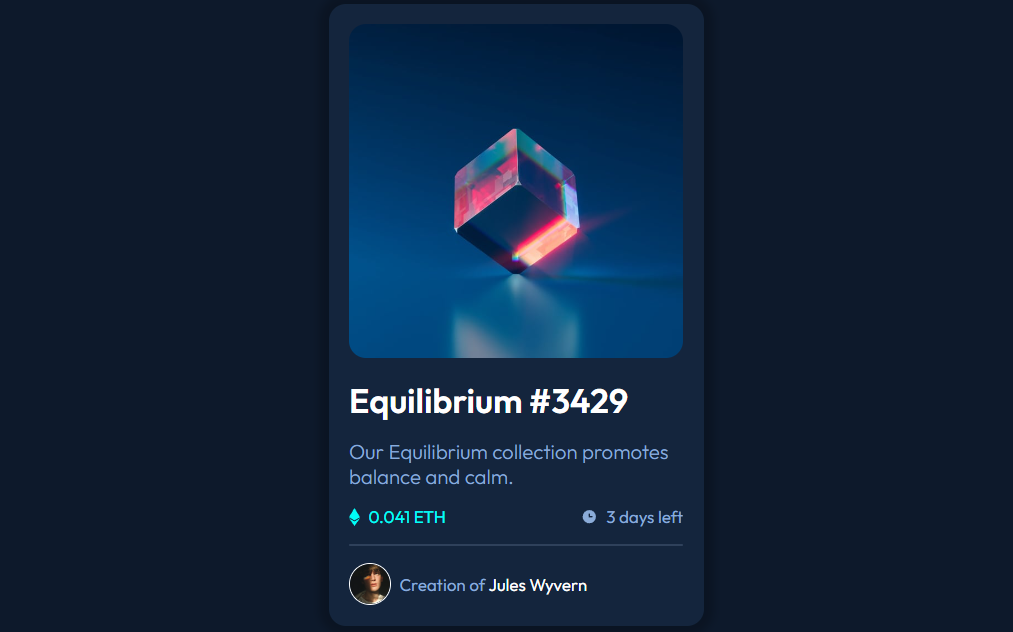 Equilibrium #3429
Our Equilibrium collection promotes
balance and calm.
0.041 ETH
3 days left
Creation of Jules Wyvern